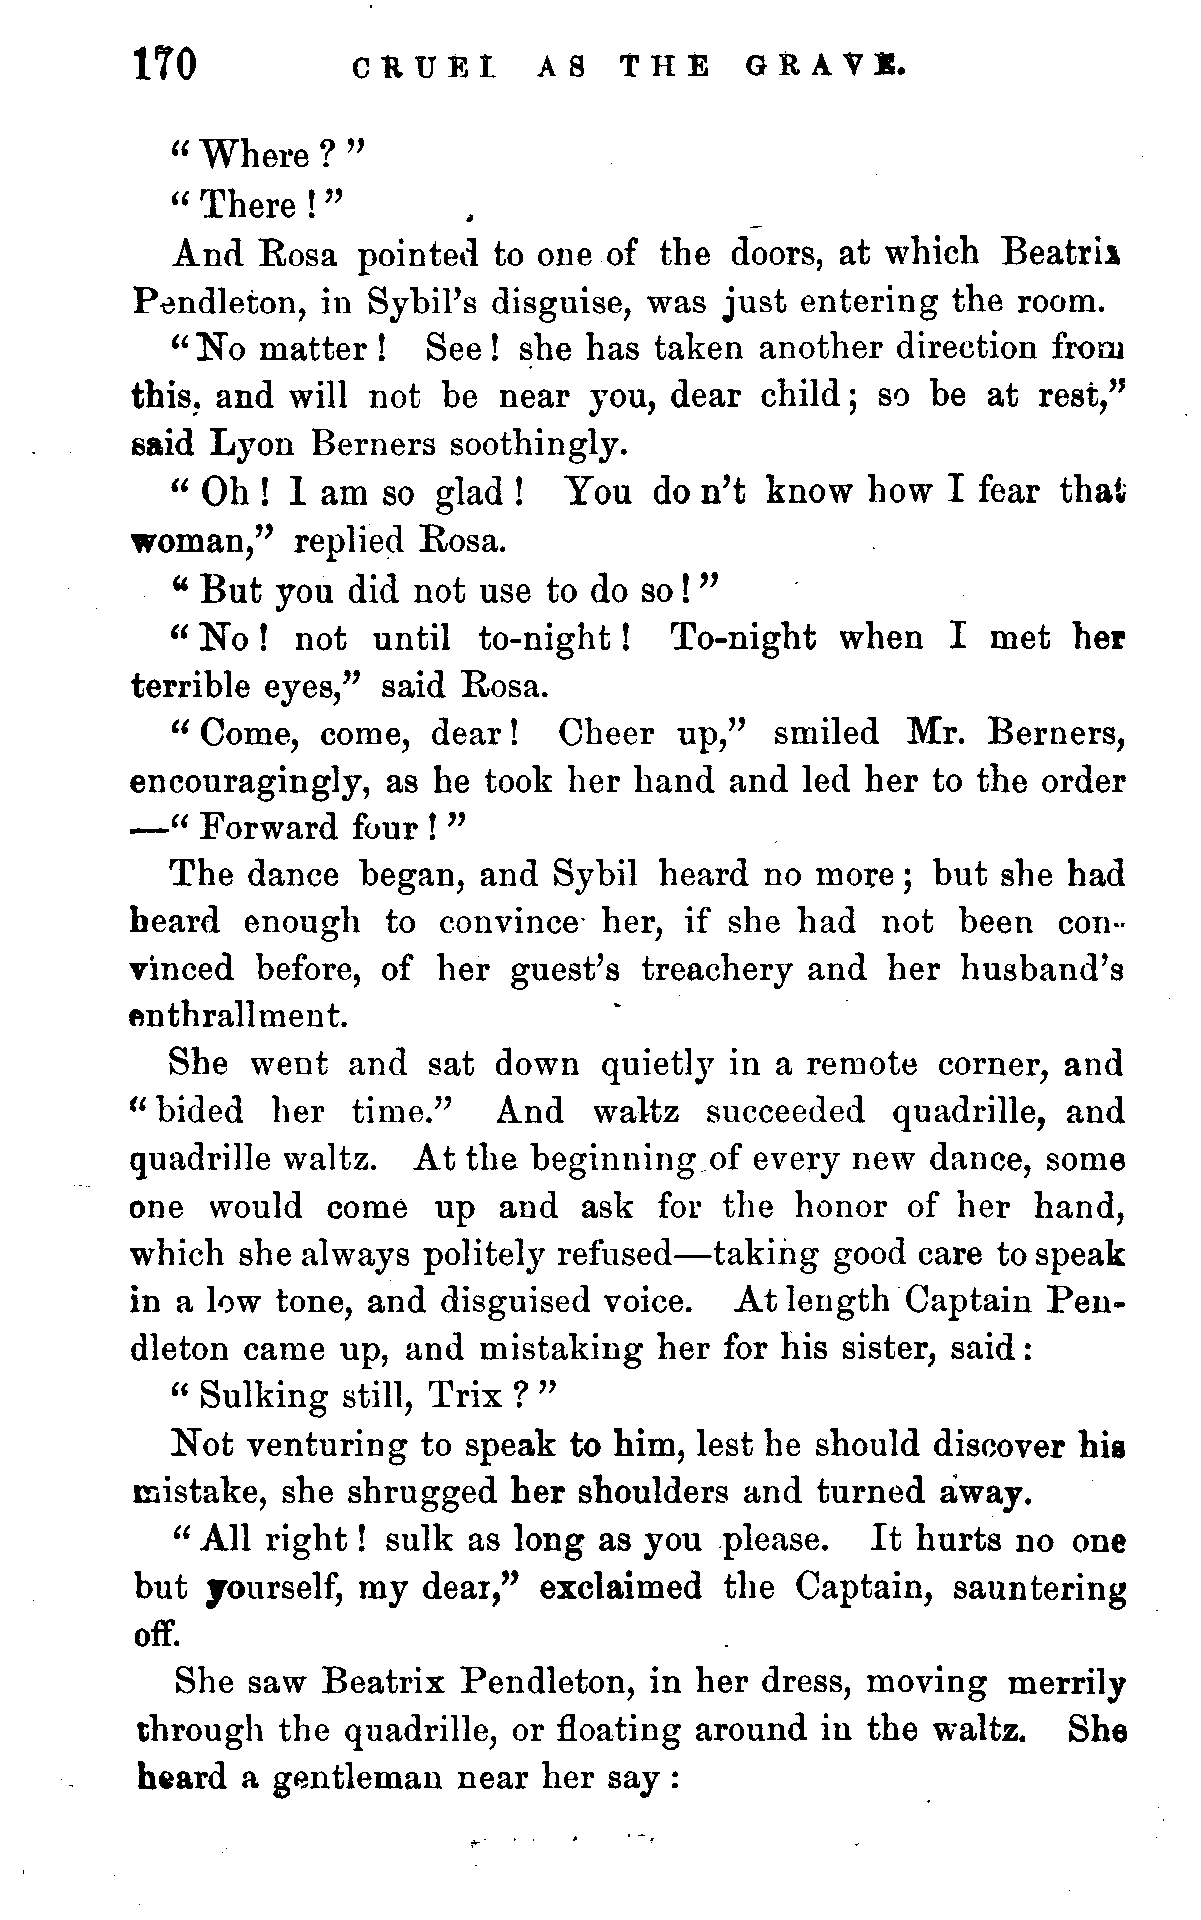 170 CRUEL AS THE GRAVE.
"Where?"
"There!"
And Rosa pointed to one of the doors, at which Beatrix
Pendleton, in Sybil's disguise, was just entering the room.
"No matter! See! she has taken another direction from
this, and will not be near you, dear child; so be at rest,"
said Lyon Berners soothingly.
"Oh! I am so glad! You don't know how I fear that
woman," replied Rosa.
"But you did not use to do so!"
"No! not until to-night! To-night when I met her
terrible eyes," said Rosa.
"Come, come, dear! Cheer up," smiled Mr. Berners,
encouragingly, as he took her hand and led her to the order
—"Forward four!"
The dance began, and Sybil heard no more; but she had
heard enough to convince her, if she had not been con-
vinced before, of her guest's treachery and her husband's
enthrallment.
She went and sat down quietly in a remote corner, and
"bided her time." And waltz succeeded quadrille, and
quadrille waltz. At the beginning of every new dance, some
one would come up and ask for the honor of her hand,
which she always politely refused—taking good care to speak
in a low tone, and disguised voice. At length Captain Pen-
dleton came up, and mistaking her for his sister, said:
"Sulking still, Trix?"
Not venturing to speak to him, lest he should discover his
mistake, she shrugged her shoulders and turned away.
"All right! sulk as long as you please. It hurts no one
but yourself, my dear," exclaimed the Captain, sauntering
off.
She saw Beatrix Pendleton, in her dress, moving merrily
through the quadrille, or floating around in the waltz. She
heard a gentleman near her say: